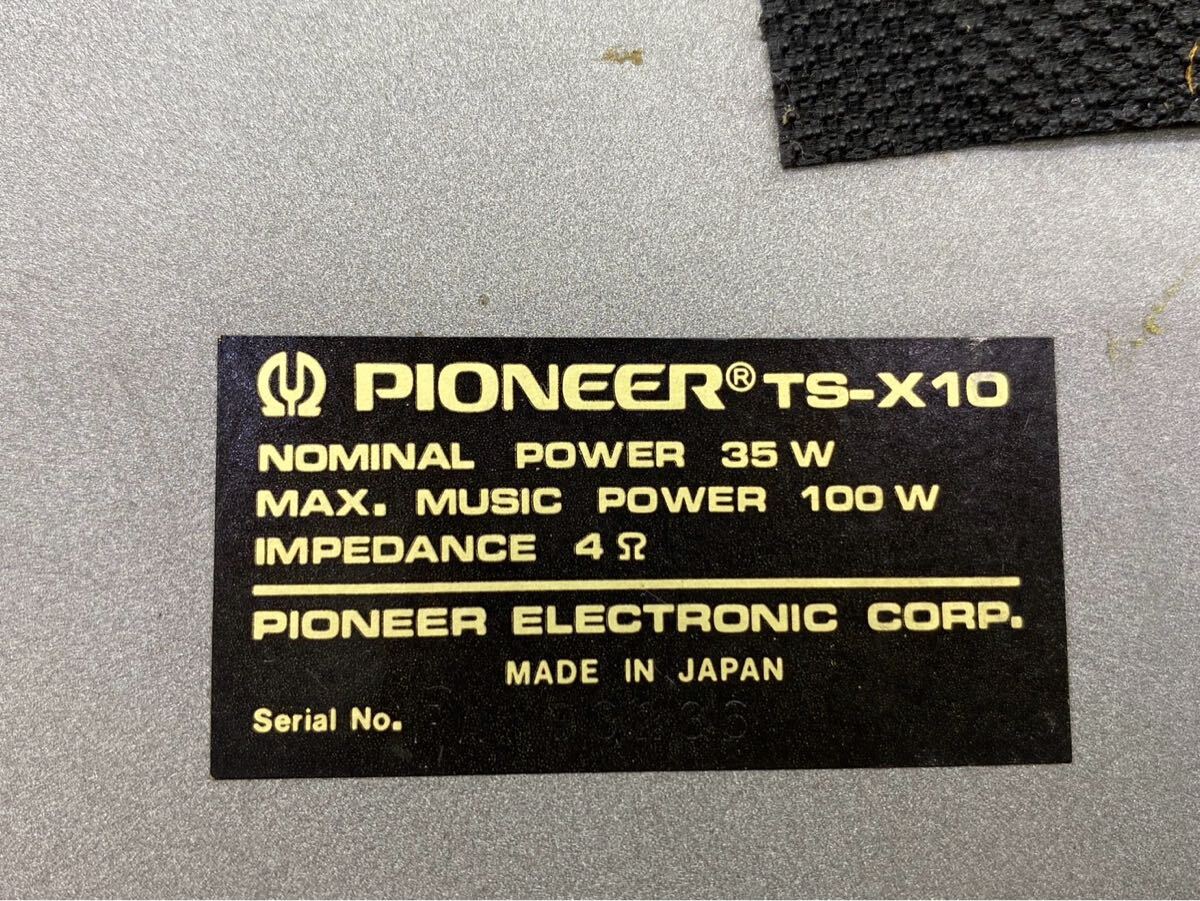 PIONEER® TS-X10
NOMINAL POWER 35 W
MAX. MUSIC POWER 100 W
IMPEDANCE 4 Ω
PIONEER ELECTRONIC CORP.
MADE IN JAPAN
Serial No.